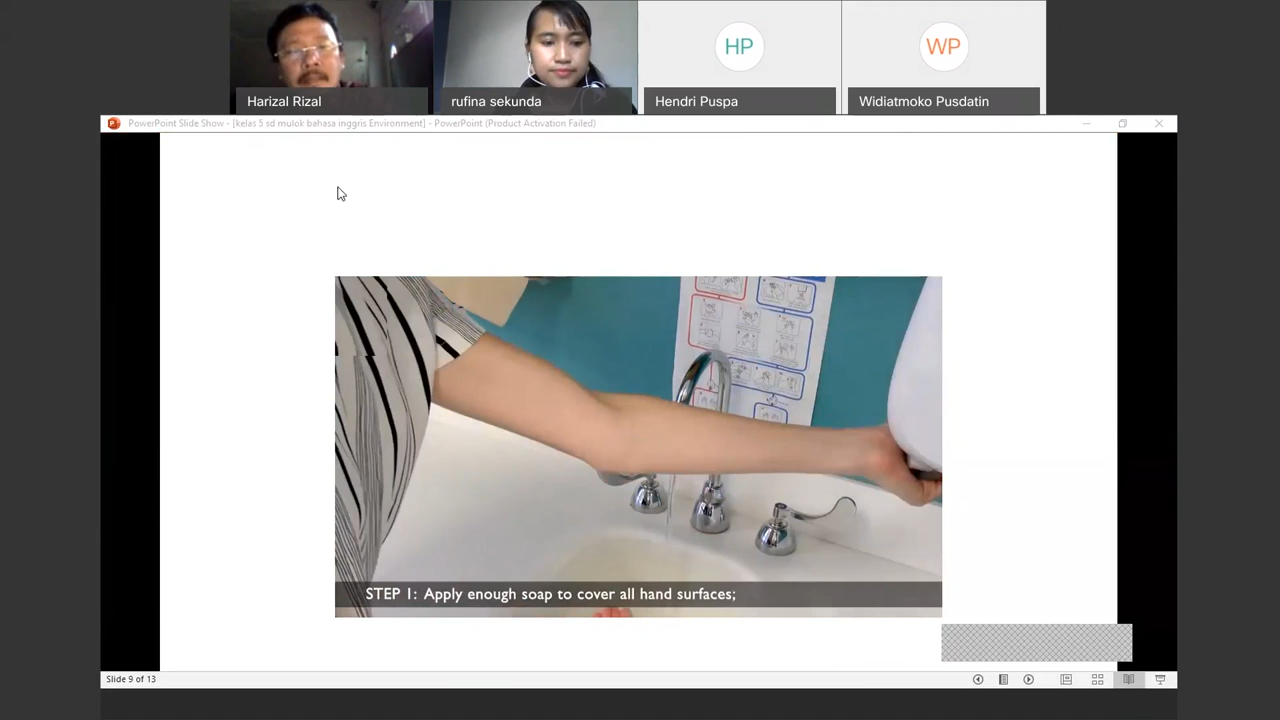 Harizal Rizal
rufina sekunda
HP
Hendri Puspa
WP
Widiatmoko Pusdatin
PowerPoint Slide Show - [kelas 5 sd mulok bahasa inggris Environment] - PowerPoint (Product Activation Failed)
STEP 1: Apply enough soap to cover all hand surfaces;
Slide 9 of 13